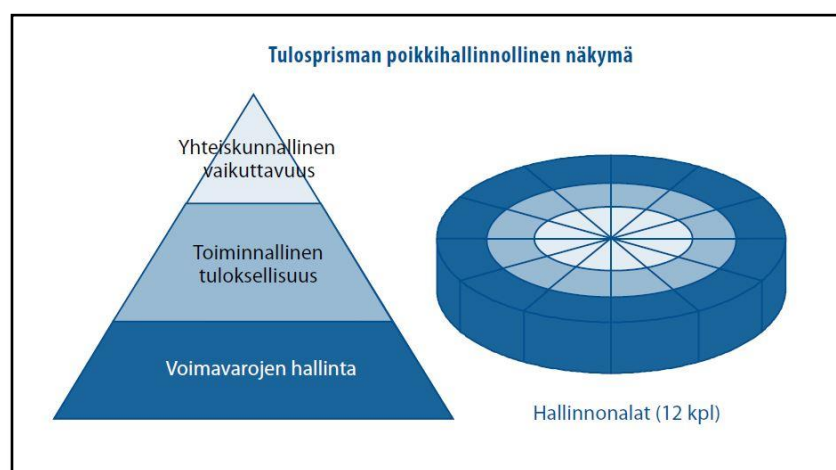 Tulosprisman poikkihallinnollinen näkymä
Yhteiskunnallinen
vaikuttavuus
Toiminnallinen
tuloksellisuus
Voimavarojen hallinta
Hallinnonalat (12 kpl)